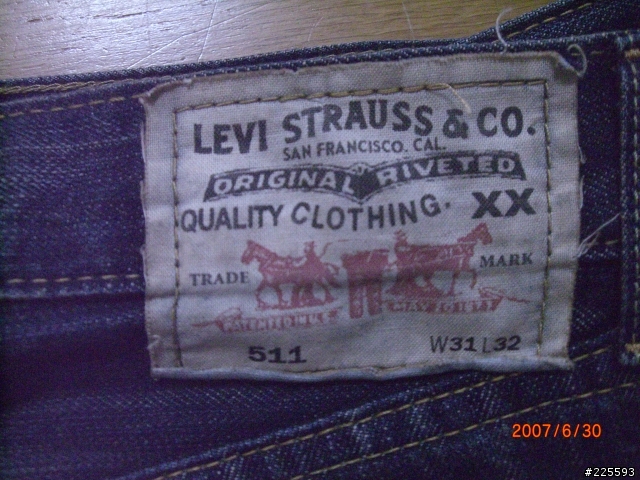 LEVI STRAUSS & CO.
SAN FRANCISCO. CAL.
ORIGINAL RIVETED
QUALITY CLOTHING. XX
TRADE MARK
511 W31 L32
2007/6/30
#225593